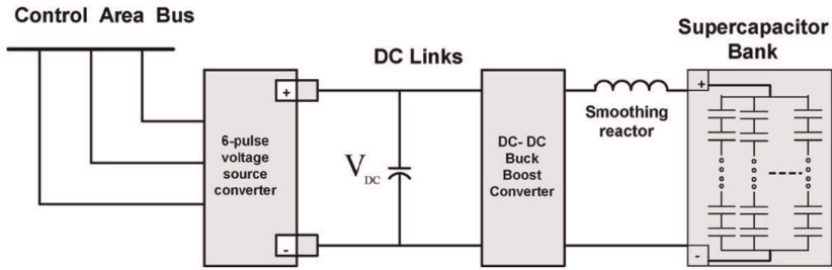 Control Area Bus
DC Links
Supercapacitor
Bank
+
+
Smoothing
reactor
6-pulse
voltage
source
converter
V DC
DC- DC
Buck
Boost
Converter
-
-